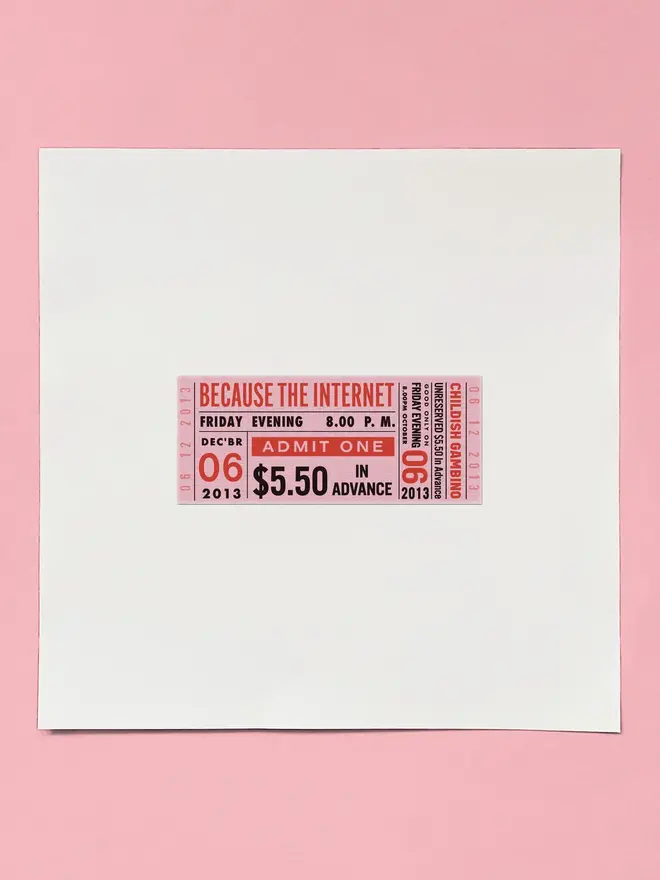 06 12 2013
BECAUSE THE INTERNET
FRIDAY EVENING 8.00 P. M.
DEC'BR
06
2013
ADMIT ONE
$5.50
IN
ADVANCE
8.00PM OCTOBER
FRIDAY EVENING
GOOD ONLY ON
06
2013
UNRESERVED $5.50 In Advance
CHILDISH GAMBINO
06 12 2013